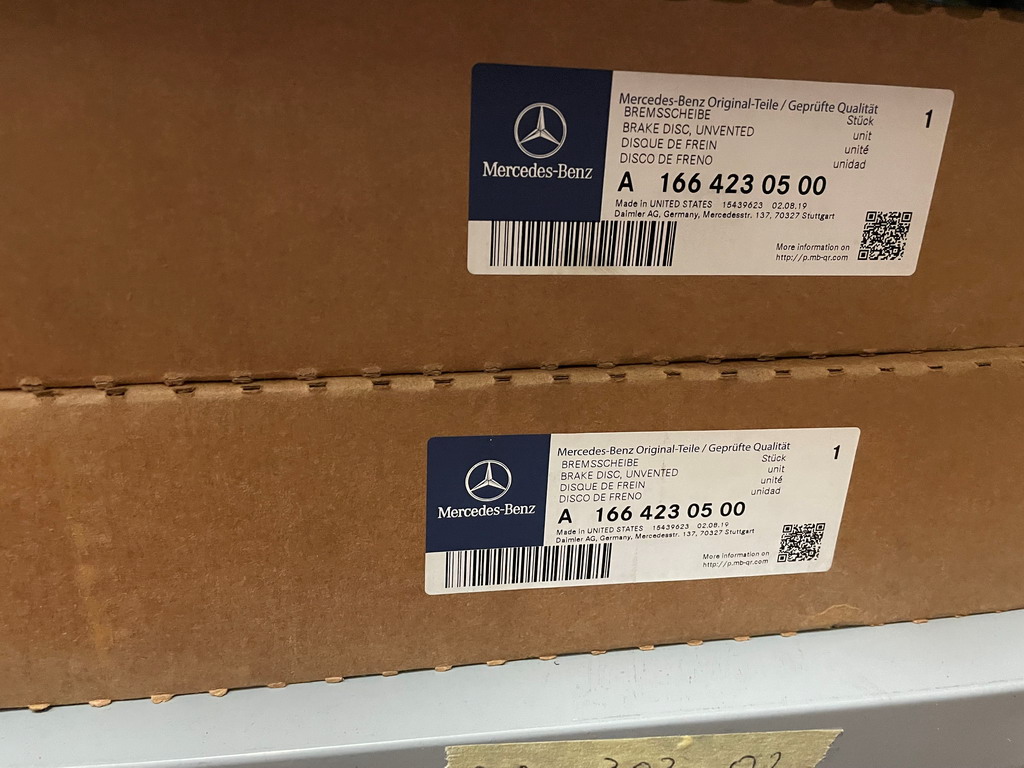 Mercedes-Benz
Mercedes-Benz Original-Teile / Geprüfte Qualität
BREMSSCHEIBE Stück 1
BRAKE DISC, UNVENTED unit
DISQUE DE FREIN unité
DISCO DE FRENO unidad
A 166 423 05 00
Made in UNITED STATES 15439623 02.08.19
Daimler AG, Germany, Mercedesstr. 137, 70327 Stuttgart
More information on
http://p.mb-qr.com
Mercedes-Benz
Mercedes-Benz Original-Teile / Geprüfte Qualität
BREMSSCHEIBE Stück 1
BRAKE DISC, UNVENTED unit
DISQUE DE FREIN unité
DISCO DE FRENO unidad
A 166 423 05 00
Made in UNITED STATES 15439623 02.08.19
Daimler AG, Germany, Mercedesstr. 137, 70327 Stuttgart
More information on
http://p.mb-qr.com